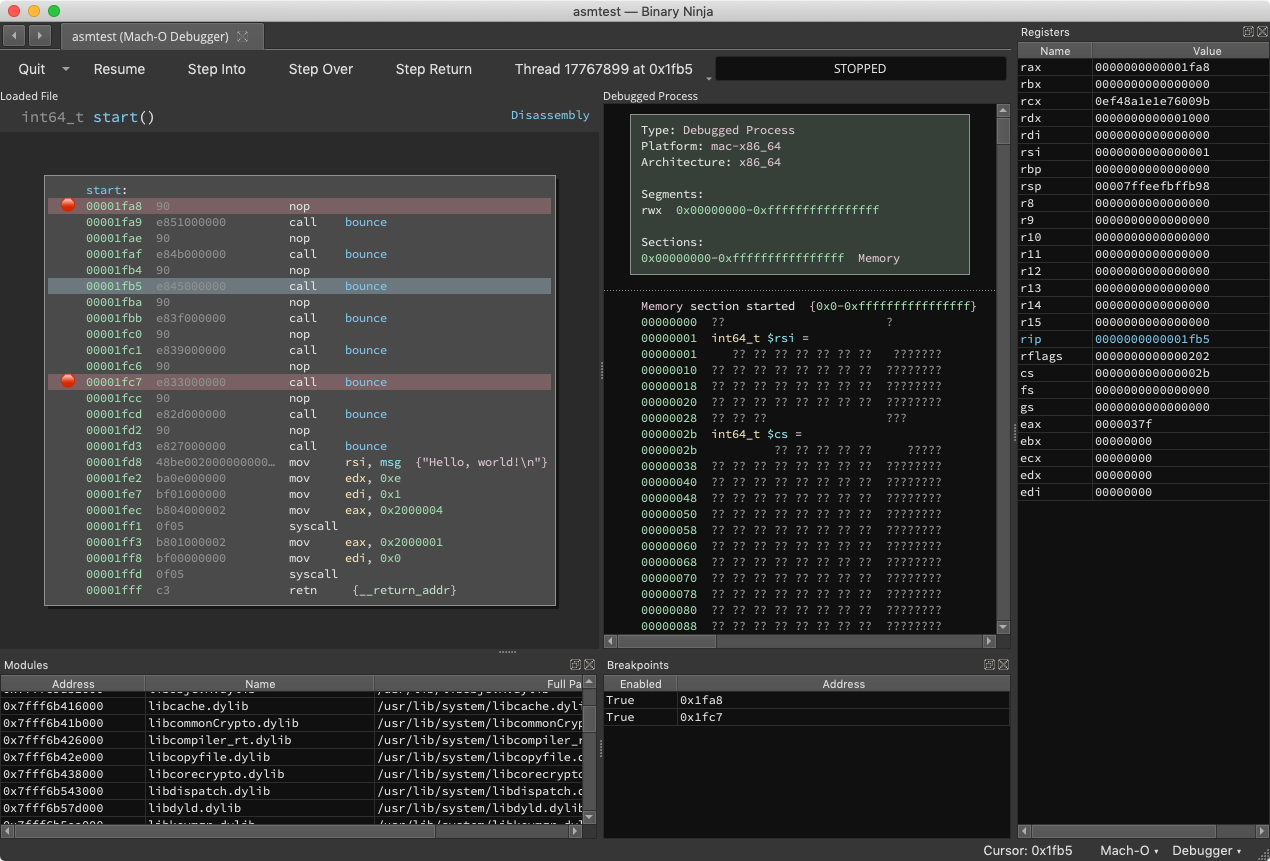 asmtest — Binary Ninja
asmtest (Mach-O Debugger)
Quit Resume Step Into Step Over Step Return Thread 17767899 at 0x1fb5 STOPPED
Loaded File
int64_t start() Disassembly
start:
00001fa8 90 nop
00001fa9 e851000000 call bounce
00001fae 90 nop
00001faf e84b000000 call bounce
00001fb4 90 nop
00001fb5 e845000000 call bounce
00001fba 90 nop
00001fbb e83f000000 call bounce
00001fc0 90 nop
00001fc1 e839000000 call bounce
00001fc6 90 nop
00001fc7 e833000000 call bounce
00001fcc 90 nop
00001fcd e82d000000 call bounce
00001fd2 90 nop
00001fd3 e827000000 call bounce
00001fd8 48be002000000000… mov rsi, msg {"Hello, world!\n"}
00001fe2 ba0e000000 mov edx, 0xe
00001fe7 bf01000000 mov edi, 0x1
00001fec b804000002 mov eax, 0x2000004
00001ff1 0f05 syscall
00001ff3 b801000002 mov eax, 0x2000001
00001ff8 bf00000000 mov edi, 0x0
00001ffd 0f05 syscall
00001fff c3 retn {__return_addr}
Debugged Process
Type: Debugged Process
Platform: mac-x86_64
Architecture: x86_64
Segments:
rwx 0x00000000-0xffffffffffffffff
Sections:
0x00000000-0xffffffffffffffff Memory
Memory section started {0x0-0xffffffffffffffff}
00000000 ?? ?
00000001 int64_t $rsi =
00000001 ?? ?? ?? ?? ?? ?? ?? ???????
00000010 ?? ?? ?? ?? ?? ?? ?? ?? ????????
00000018 ?? ?? ?? ?? ?? ?? ?? ?? ????????
00000020 ?? ?? ?? ?? ?? ?? ?? ?? ????????
00000028 ?? ?? ?? ???
0000002b int64_t $cs =
0000002b ?? ?? ?? ?? ?? ?????
00000038 ?? ?? ?? ?? ?? ?? ?? ?? ????????
00000040 ?? ?? ?? ?? ?? ?? ?? ?? ????????
00000048 ?? ?? ?? ?? ?? ?? ?? ?? ????????
00000050 ?? ?? ?? ?? ?? ?? ?? ?? ????????
00000058 ?? ?? ?? ?? ?? ?? ?? ?? ????????
00000060 ?? ?? ?? ?? ?? ?? ?? ?? ????????
00000068 ?? ?? ?? ?? ?? ?? ?? ?? ????????
00000070 ?? ?? ?? ?? ?? ?? ?? ?? ????????
00000078 ?? ?? ?? ?? ?? ?? ?? ?? ????????
00000080 ?? ?? ?? ?? ?? ?? ?? ?? ????????
00000088 ?? ?? ?? ?? ?? ?? ?? ?? ????????
Registers
Name Value
rax 0000000000001fa8
rbx 0000000000000000
rcx 0ef48a1e1e76009b
rdx 0000000000001000
rdi 0000000000000000
rsi 0000000000000001
rbp 0000000000000000
rsp 00007ffeefbffb98
r8 0000000000000000
r9 0000000000000000
r10 0000000000000000
r11 0000000000000000
r12 0000000000000000
r13 0000000000000000
r14 0000000000000000
r15 0000000000000000
rip 0000000000001fb5
rflags 0000000000000202
cs 000000000000002b
fs 0000000000000000
gs 0000000000000000
eax 0000037f
ebx 00000000
ecx 00000000
edx 00000000
edi 00000000
Modules
Address Name Full Pa
0x7fff6b416000 libcache.dylib /usr/lib/system/libcache.dyli
0x7fff6b41b000 libcommonCrypto.dylib /usr/lib/system/libcommonCryp
0x7fff6b426000 libcompiler_rt.dylib /usr/lib/system/libcompiler_r
0x7fff6b42e000 libcopyfile.dylib /usr/lib/system/libcopyfile.d
0x7fff6b438000 libcorecrypto.dylib /usr/lib/system/libcorecrypto
0x7fff6b543000 libdispatch.dylib /usr/lib/system/libdispatch.d
0x7fff6b57d000 libdyld.dylib /usr/lib/system/libdyld.dylib
Breakpoints
Enabled Address
True 0x1fa8
True 0x1fc7
Cursor: 0x1fb5 Mach-O Debugger